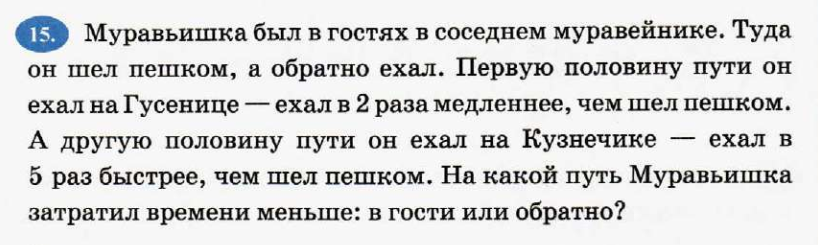 15. Муравьишка был в гостях в соседнем муравейнике. Туда
он шел пешком, а обратно ехал. Первую половину пути он
ехал на Гусенице — ехал в 2 раза медленнее, чем шел пешком.
А другую половину пути он ехал на Кузнечике — ехал в
5 раз быстрее, чем шел пешком. На какой путь Муравьишка
затратил времени меньше: в гости или обратно?